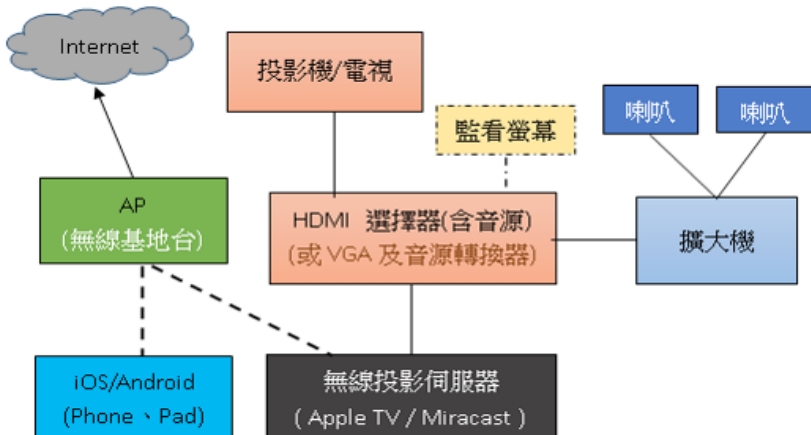 Internet
投影機/電視
喇叭
喇叭
監看螢幕
AP
(無線基地台)
HDMI 選擇器(含音源)
(或 VGA 及音源轉換器)
擴大機
iOS/Android
(Phone、Pad)
無線投影伺服器
( Apple TV / Miracast )